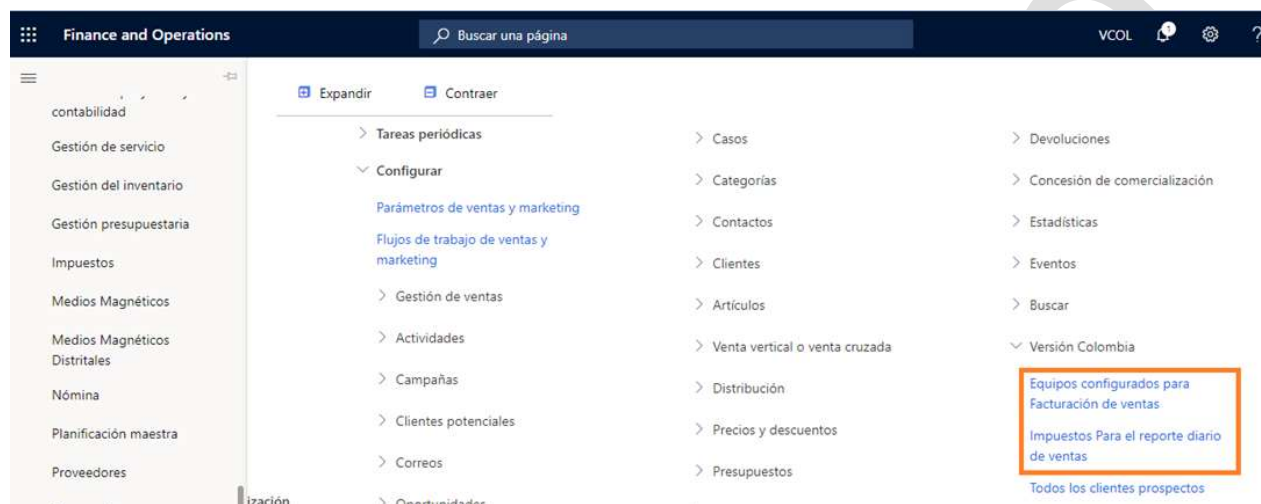 Finance and Operations
Buscar una página
VCOL
1
?
contabilidad
Gestión de servicio
Gestión del inventario
Gestión presupuestaria
Impuestos
Medios Magnéticos
Medios Magnéticos
Distritales
Nómina
Planificación maestra
Proveedores
Expandir
Contraer
Tareas periódicas
Configurar
Parámetros de ventas y marketing
Flujos de trabajo de ventas y
marketing
Gestión de ventas
Actividades
Campañas
Clientes potenciales
Correos
Oportunidades
ización
Casos
Categorías
Contactos
Clientes
Artículos
Venta vertical o venta cruzada
Distribución
Precios y descuentos
Presupuestos
Devoluciones
Concesión de comercialización
Estadísticas
Eventos
Buscar
Versión Colombia
Equipos configurados para
Facturación de ventas
Impuestos Para el reporte diario
de ventas
Todos los clientes prospectos